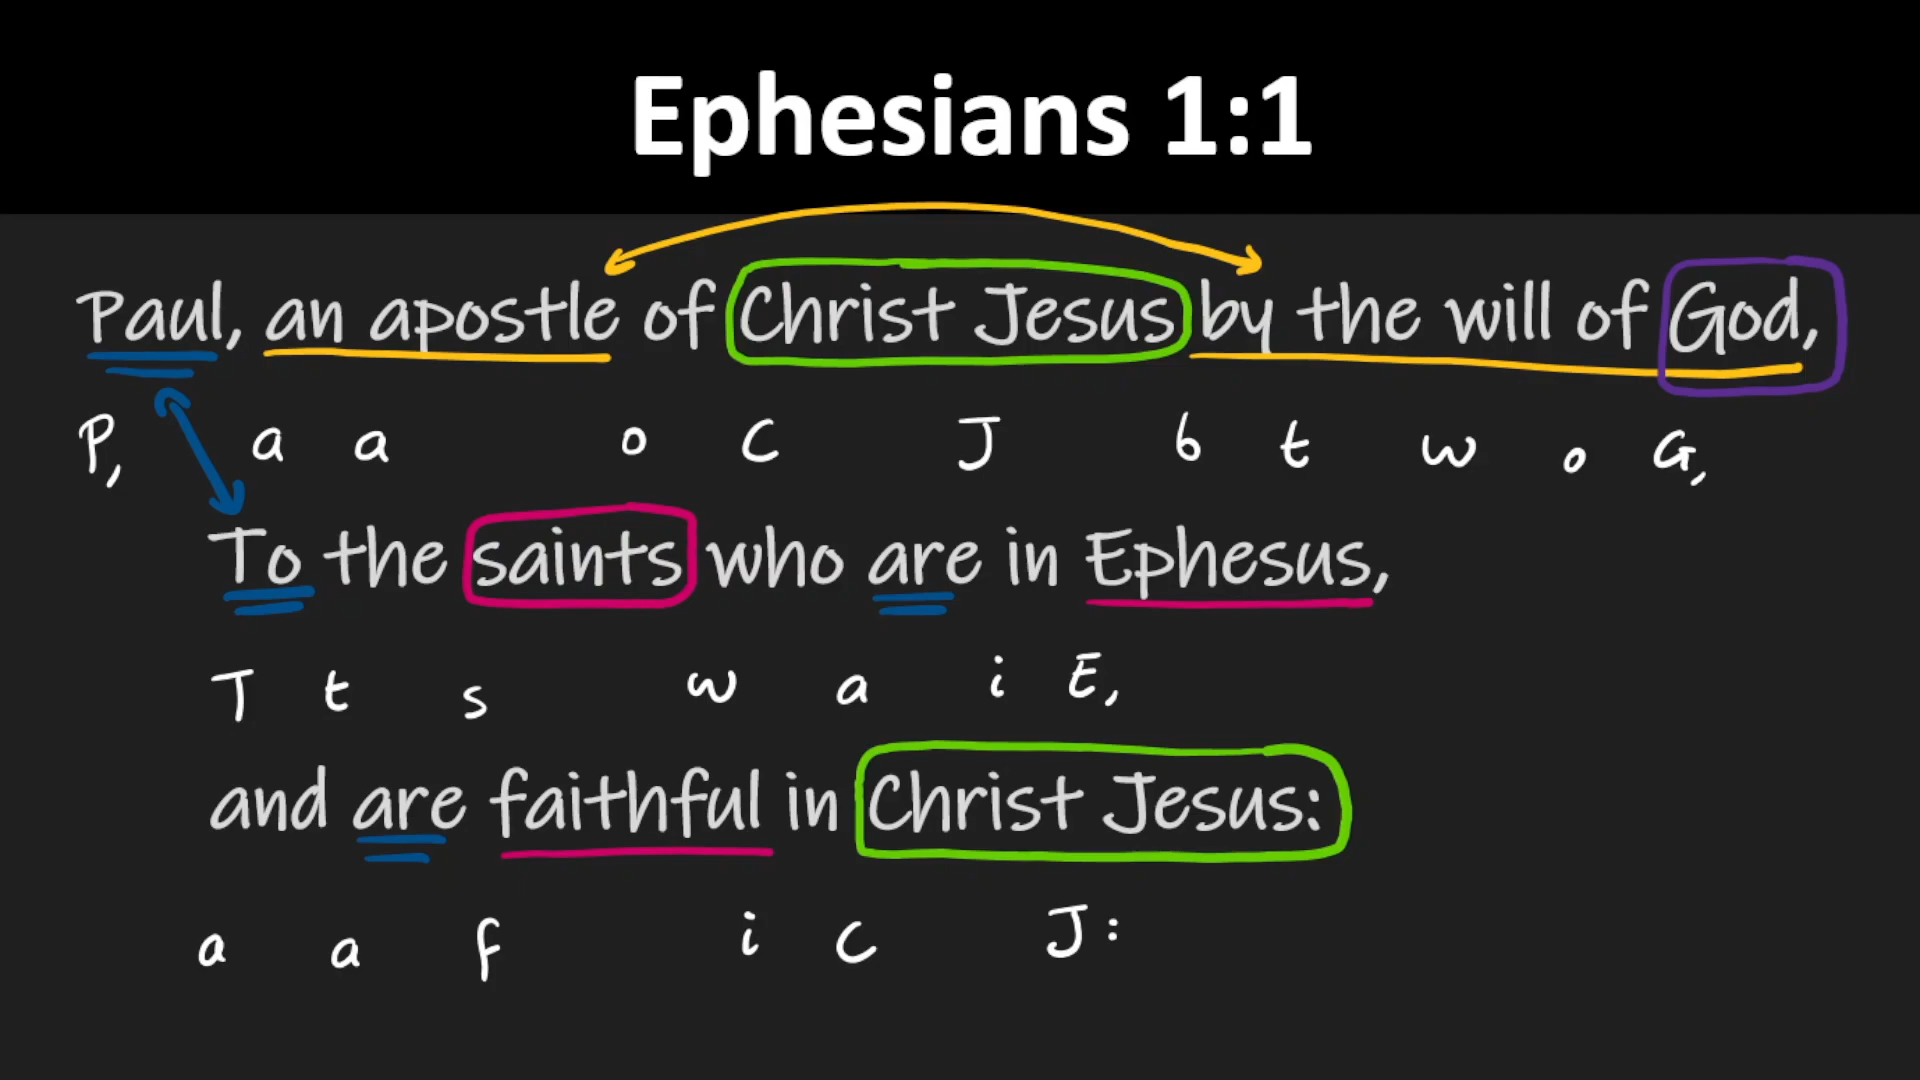 Ephesians 1:1
Paul, an apostle of Christ Jesus by the will of God,
P, a a o C J b t w o G,
To the saints who are in Ephesus,
T t s w a i E,
and are faithful in Christ Jesus:
a a f i C J: